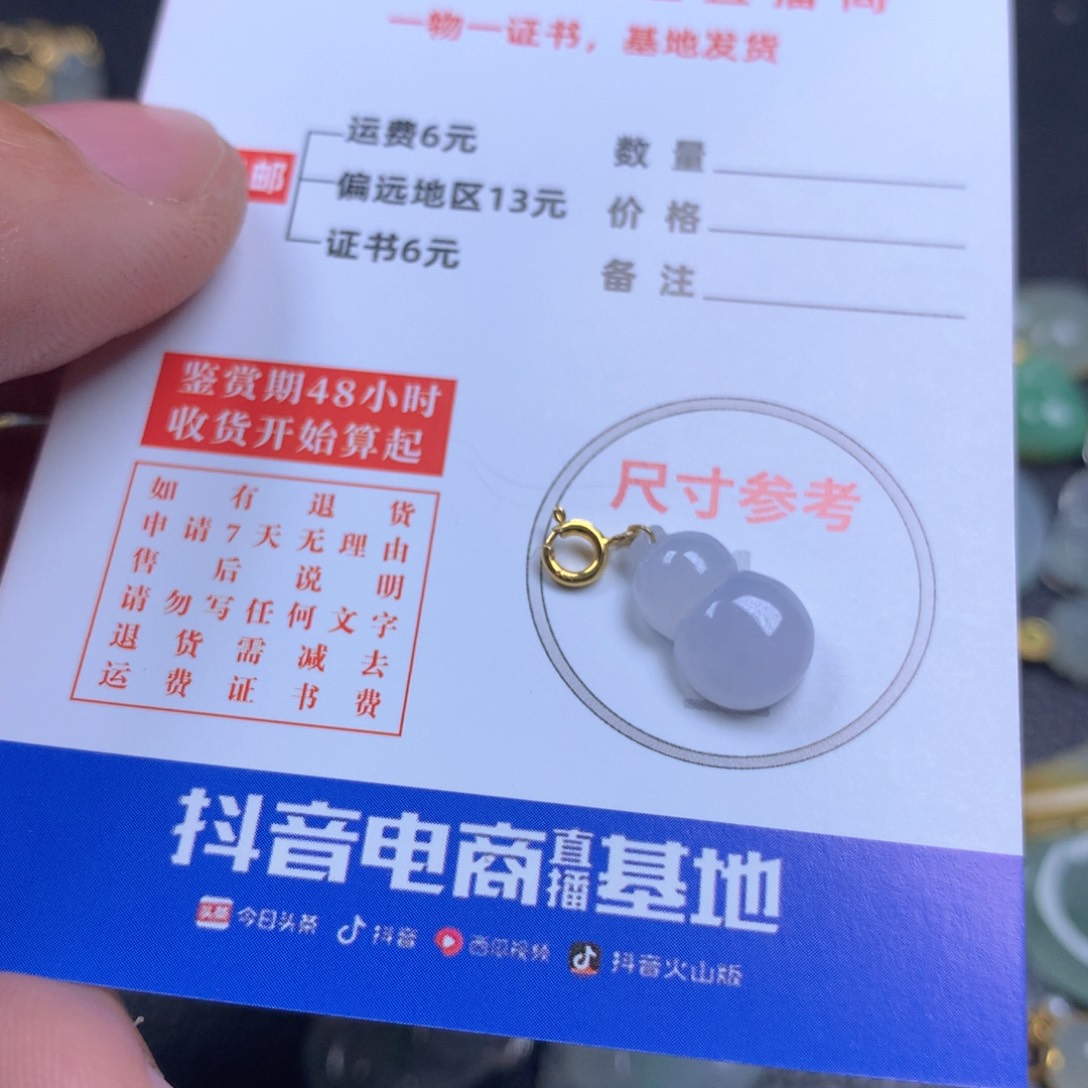 播商
一物一证书，基地发货
邮
运费6元
偏远地区13元
证书6元
数量
价格
备注
鉴赏期48小时
收货开始算起
如有退货
申请7天无理由
售后说明
请勿写任何文字
退货需减去
运费证书费
尺寸参考
抖音电商直播基地
头条 今日头条 抖音 西瓜视频 抖音火山版